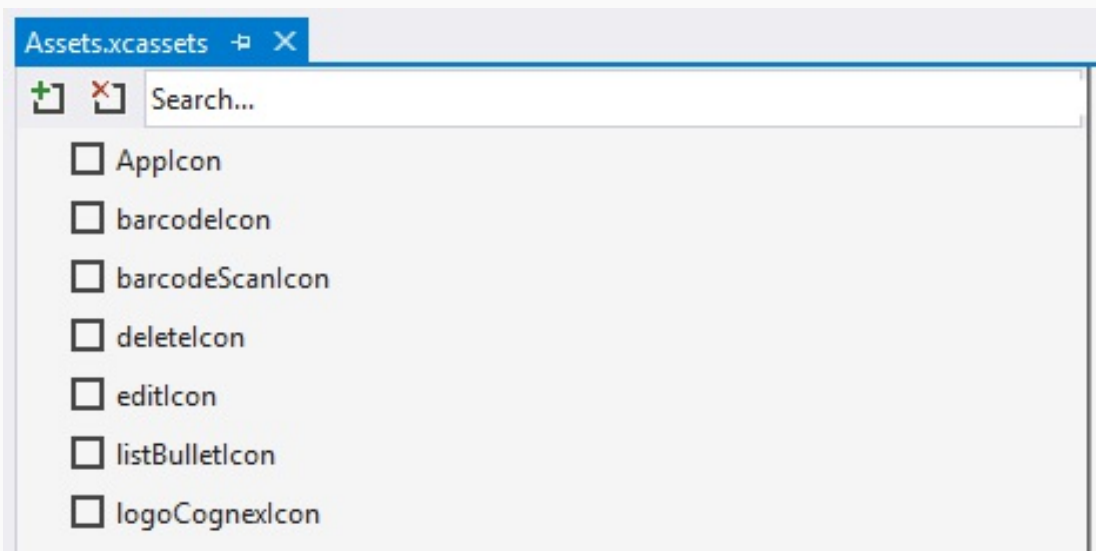 Assets.xcassets
Search...
AppIcon
barcodeIcon
barcodeScanIcon
deleteIcon
editIcon
listBulletIcon
logoCognexIcon